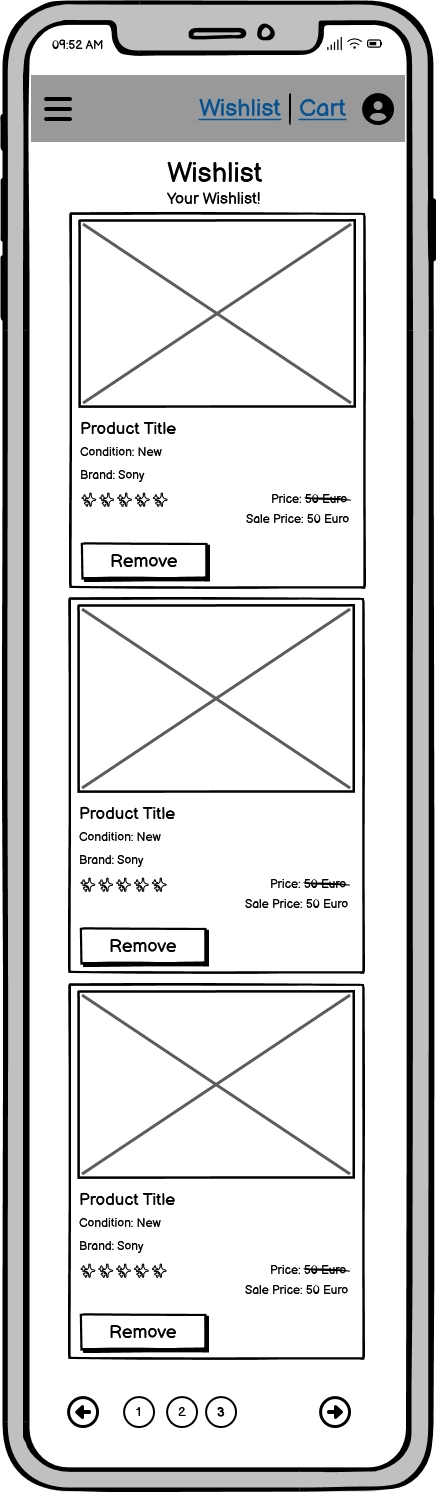 09:52 AM
Wishlist | Cart
Wishlist
Your Wishlist!
Product Title
Condition: New
Brand: Sony
Price: 50 Euro
Sale Price: 50 Euro
Remove
Product Title
Condition: New
Brand: Sony
Price: 50 Euro
Sale Price: 50 Euro
Remove
Product Title
Condition: New
Brand: Sony
Price: 50 Euro
Sale Price: 50 Euro
Remove
1 2 3